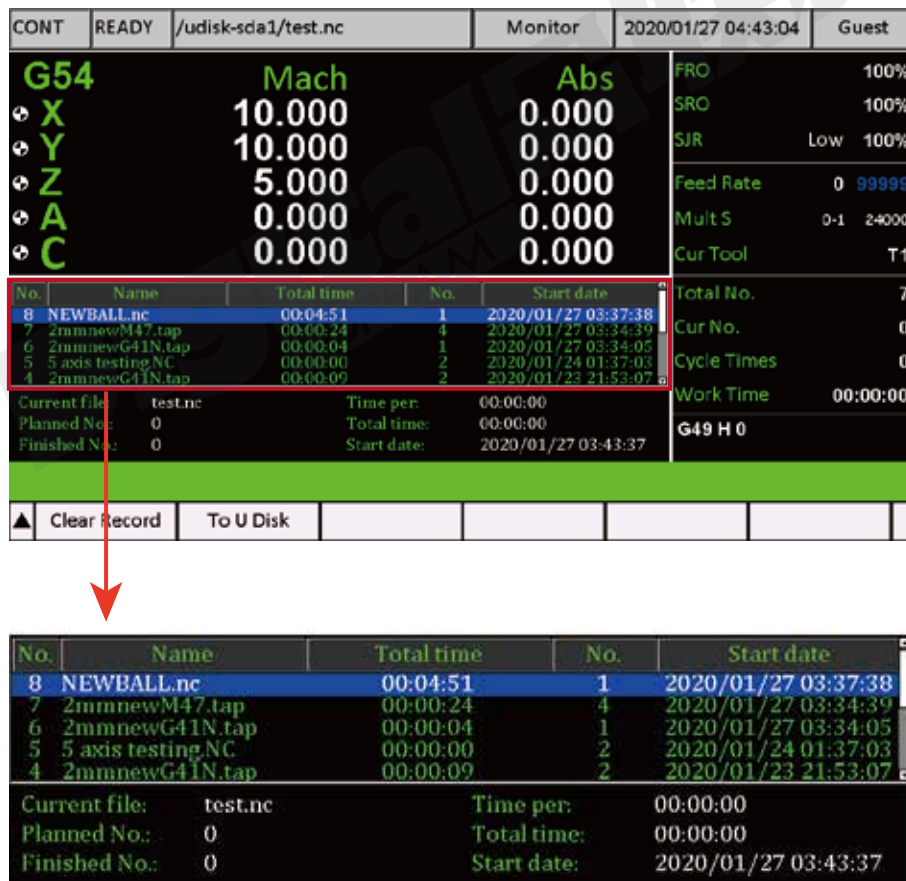 CONT READY /udisk-sda1/test.nc Monitor 2020/01/27 04:43:04 Guest
G54 Mach Abs
X 10.000 0.000
Y 10.000 0.000
Z 5.000 0.000
A 0.000 0.000
C 0.000 0.000
FRO 100%
SRO 100%
SJR Low 100%
Feed Rate 0 99999
Mult S 0-1 24000
Cur Tool T1
Total No. 7
Cur No. 0
Cycle Times 0
Work Time 00:00:00
G49 H 0
No. Name Total time No. Start date
8 NEWBALL.nc 00:04:51 1 2020/01/27 03:37:38
7 2mmnewM47.tap 00:00:24 4 2020/01/27 03:34:39
6 2mmnewG41N.tap 00:00:04 1 2020/01/27 03:34:05
5 5 axis testing.NC 00:00:00 2 2020/01/24 01:37:03
4 2mmnewG41N.tap 00:00:09 2 2020/01/23 21:53:07
Current file: test.nc Time per: 00:00:00
Planned No.: 0 Total time: 00:00:00
Finished No.: 0 Start date: 2020/01/27 03:43:37
Clear Record To U Disk
No. Name Total time No. Start date
8 NEWBALL.nc 00:04:51 1 2020/01/27 03:37:38
7 2mmnewM47.tap 00:00:24 4 2020/01/27 03:34:39
6 2mmnewG41N.tap 00:00:04 1 2020/01/27 03:34:05
5 5 axis testing.NC 00:00:00 2 2020/01/24 01:37:03
4 2mmnewG41N.tap 00:00:09 2 2020/01/23 21:53:07
Current file: test.nc Time per: 00:00:00
Planned No.: 0 Total time: 00:00:00
Finished No.: 0 Start date: 2020/01/27 03:43:37